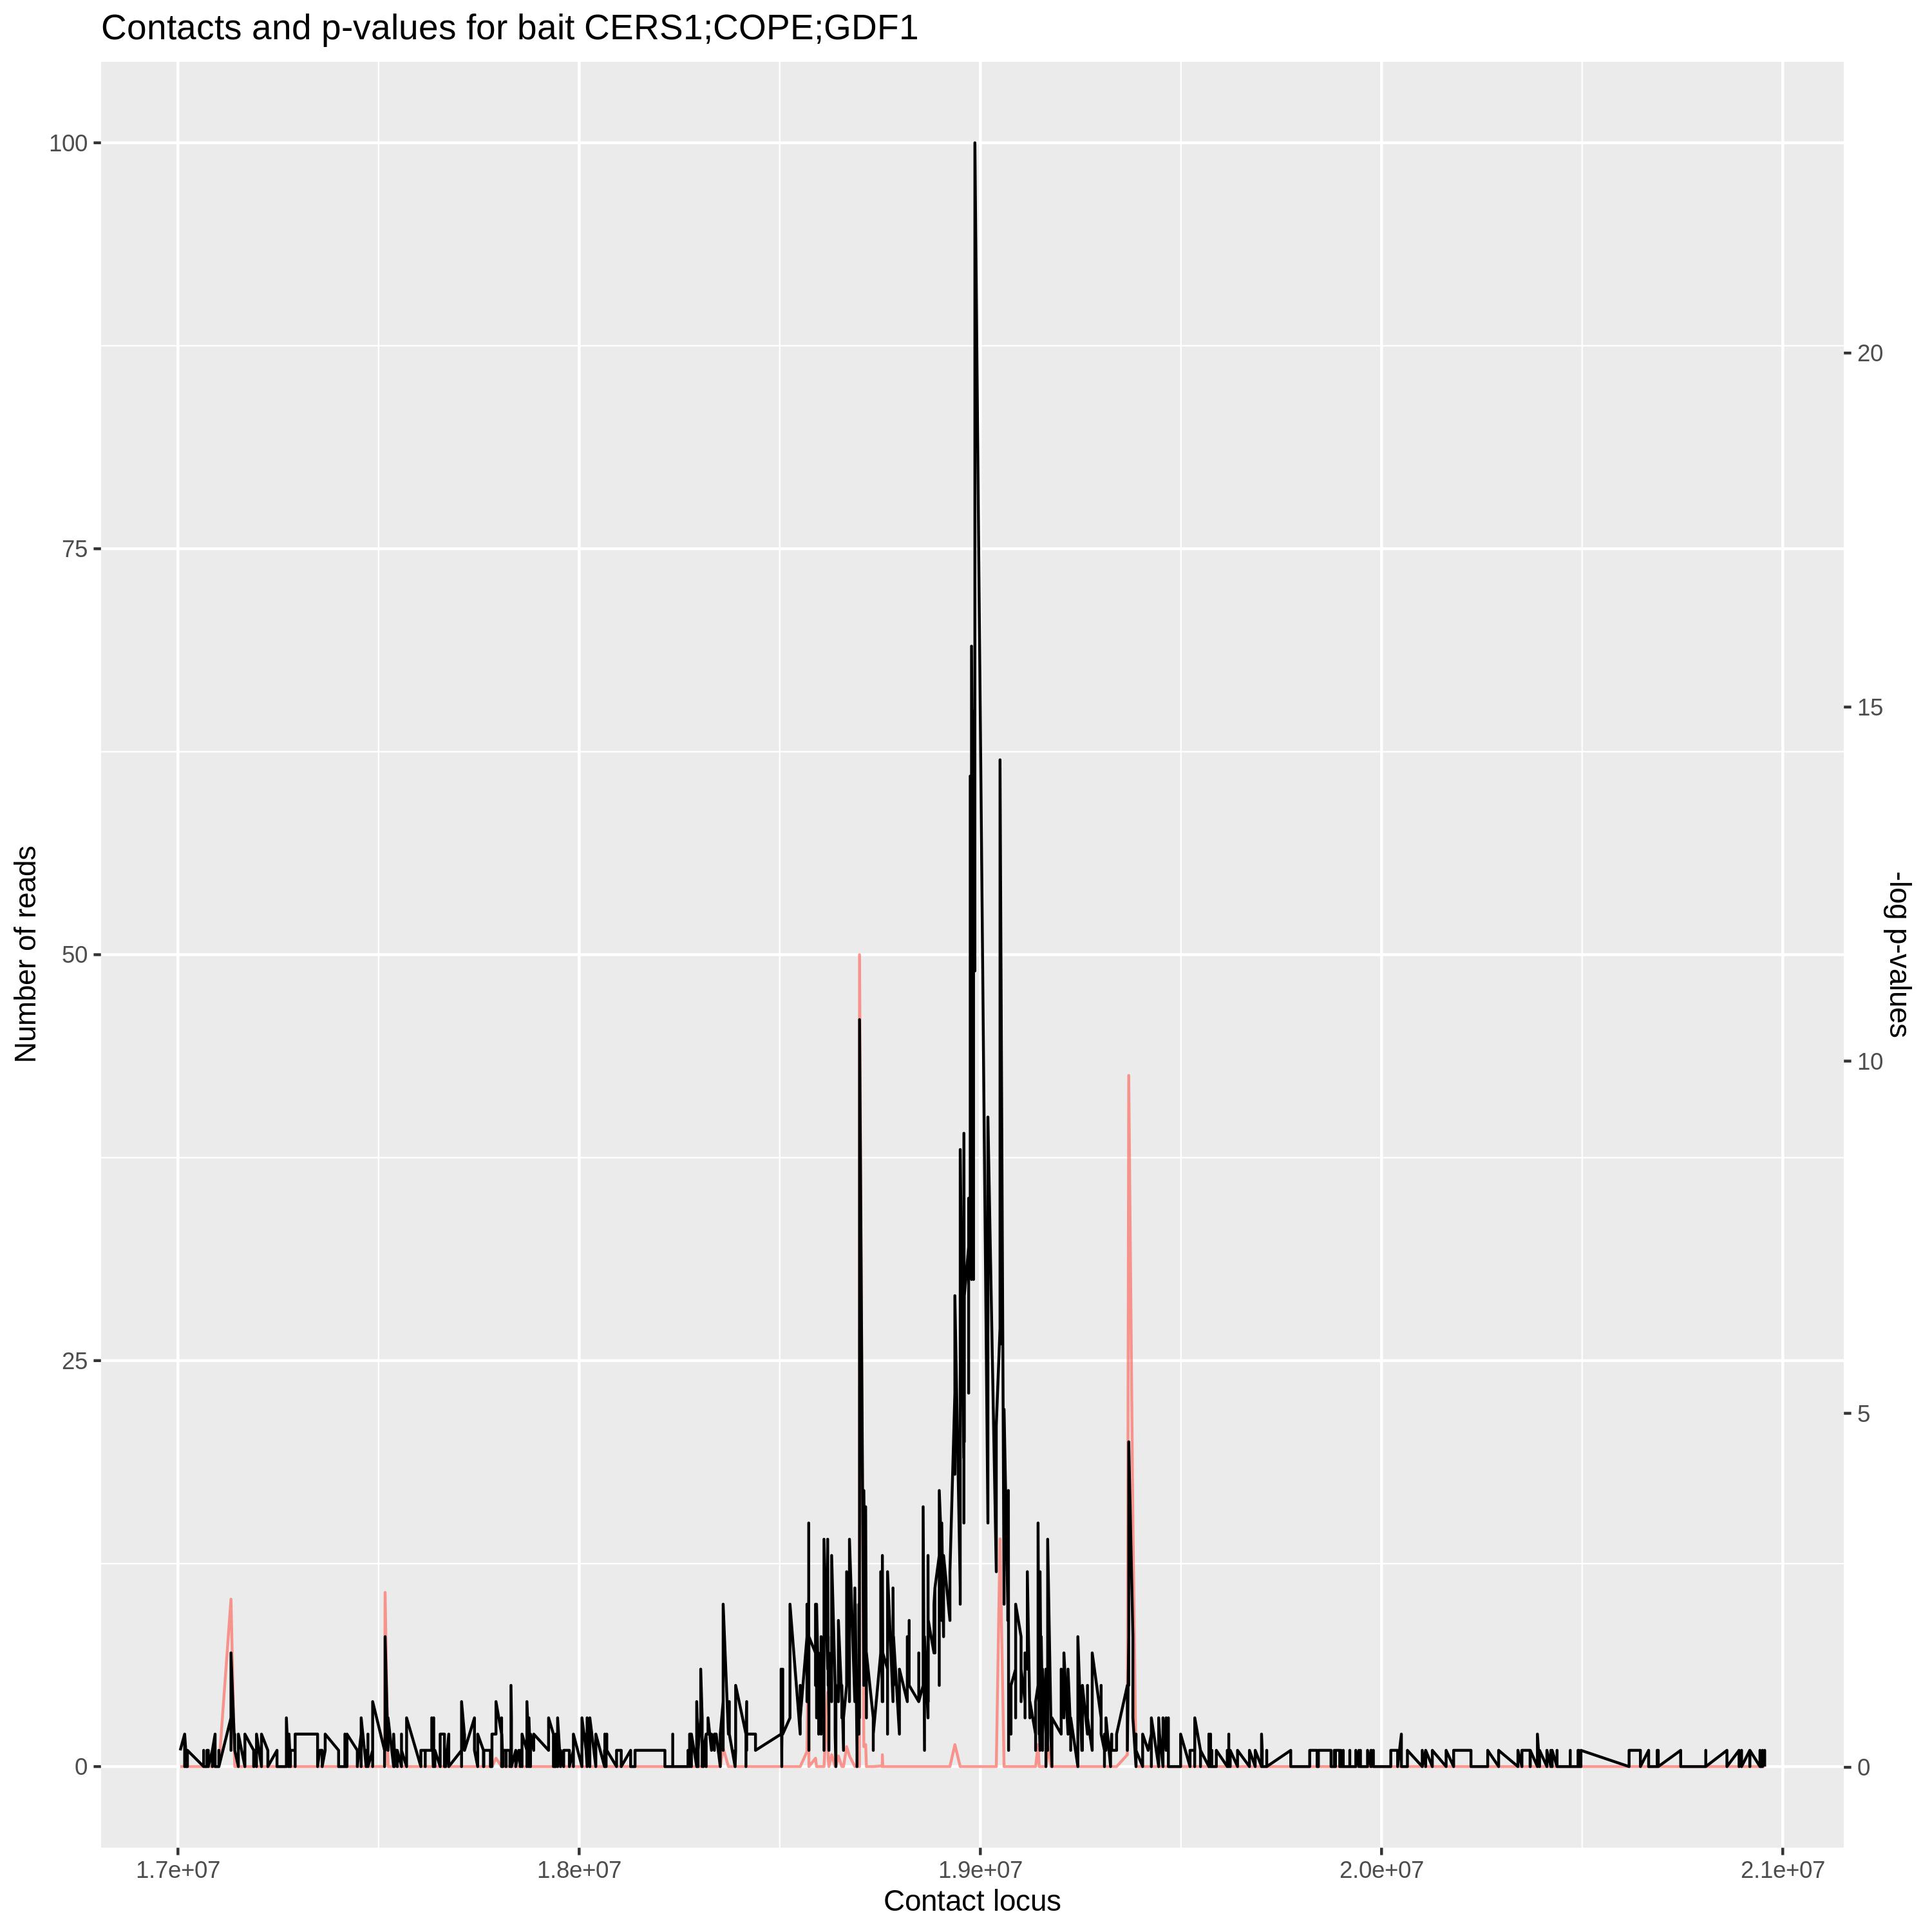 Contacts and p-values for bait CERS1;COPE;GDF1
100
75
50
25
0
Number of reads
20
15
10
5
0
-log p-values
1.7e+07
1.8e+07
1.9e+07
2.0e+07
2.1e+07
Contact locus